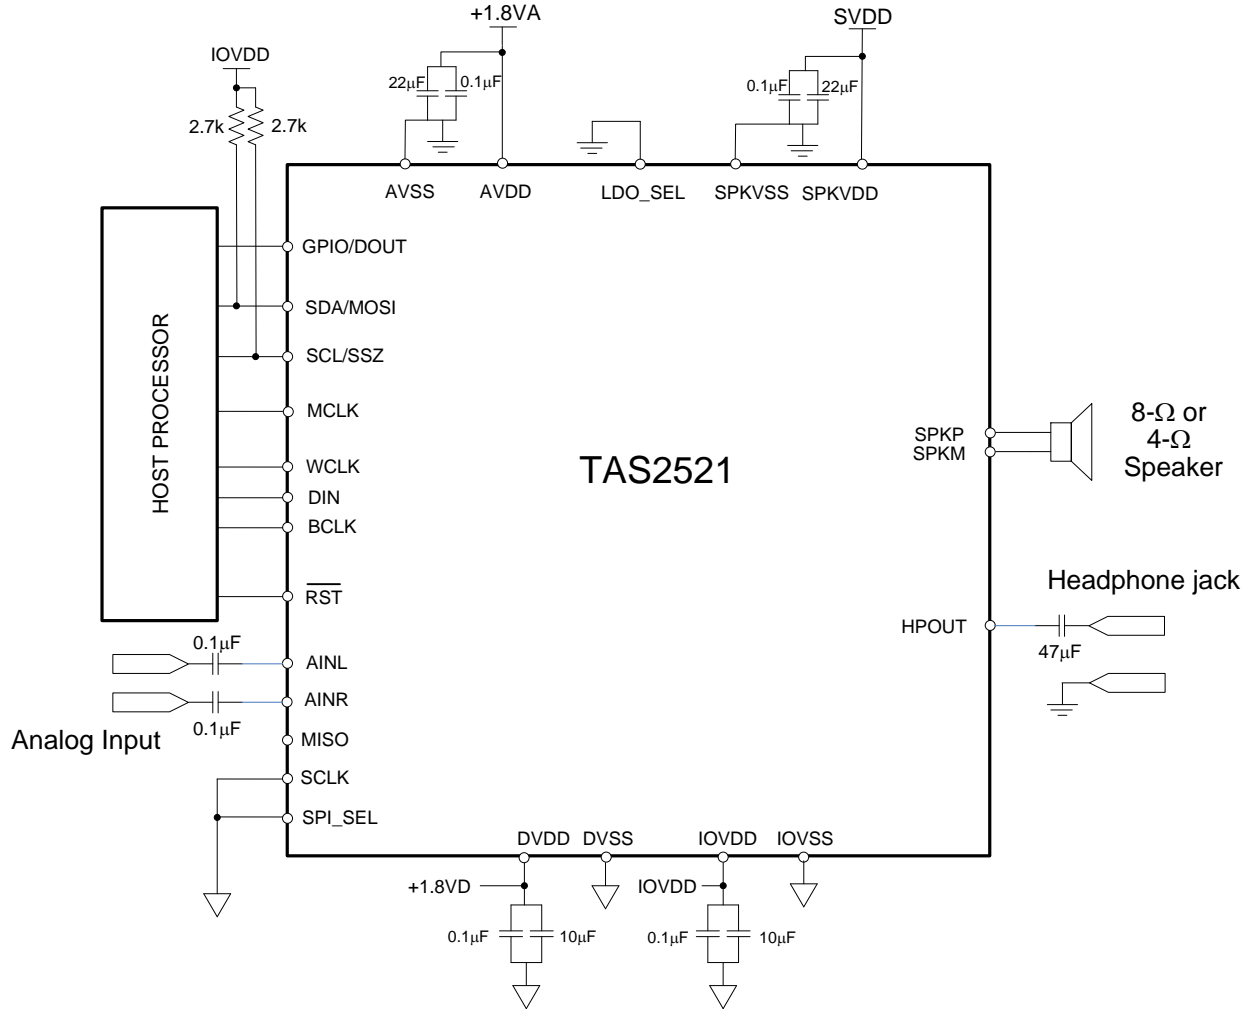 +1.8VA
SVDD
IOVDD
22μF
0.1μF
0.1μF
22μF
2.7k
2.7k
AVSS
AVDD
LDO_SEL
SPKVSS
SPKVDD
HOST PROCESSOR
GPIO/DOUT
SDA/MOSI
SCL/SSZ
MCLK
WCLK
DIN
BCLK
RST
TAS2521
SPKP
SPKM
8-Ω or
4-Ω
Speaker
Headphone jack
HPOUT
47μF
0.1μF
AINL
AINR
0.1μF
Analog Input
MISO
SCLK
SPI_SEL
DVDD
DVSS
IOVDD
IOVSS
+1.8VD
IOVDD
0.1μF
10μF
0.1μF
10μF